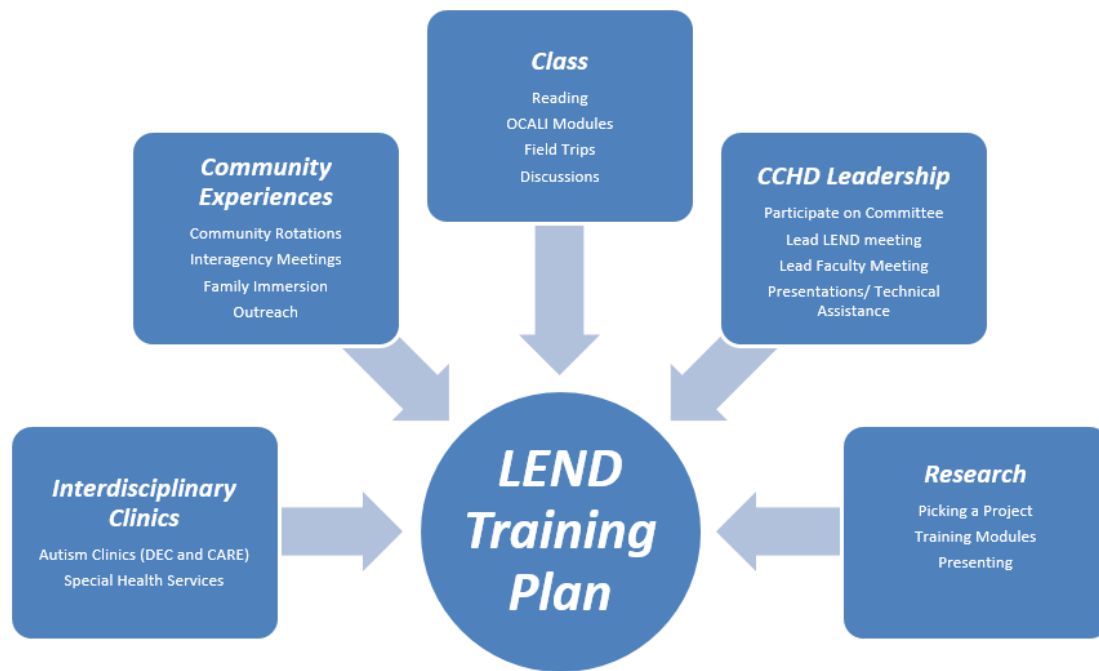 Class
Reading
OCALI Modules
Field Trips
Discussions
Community
Experiences
Community Rotations
Interagency Meetings
Family Immersion
Outreach
CCHD Leadership
Participate on Committee
Lead LEND meeting
Lead Faculty Meeting
Presentations/ Technical
Assistance
Interdisciplinary
Clinics
Autism Clinics (DEC and CARE)
Special Health Services
LEND
Training
Plan
Research
Picking a Project
Training Modules
Presenting